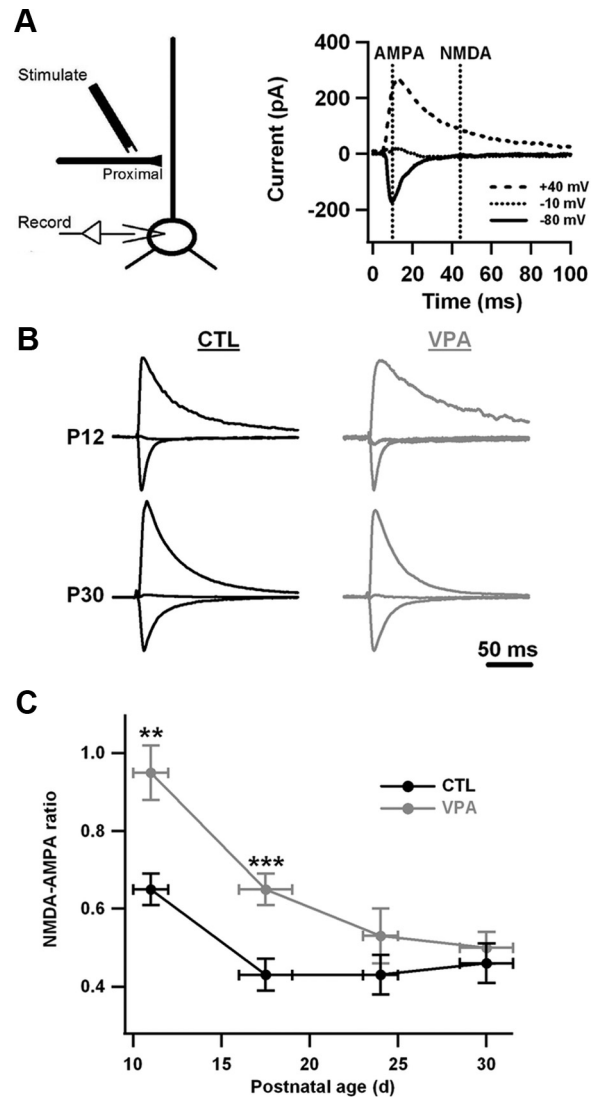 A
Stimulate
Proximal
Record
Current (pA)
400
200
0
-200
AMPA NMDA
+40 mV
-10 mV
-80 mV
0 20 40 60 80 100
Time (ms)
B
CTL VPA
P12
P30
50 ms
C
NMDA-AMPA ratio
1.0
0.8
0.6
0.4
**
***
CTL
VPA
10 15 20 25 30
Postnatal age (d)